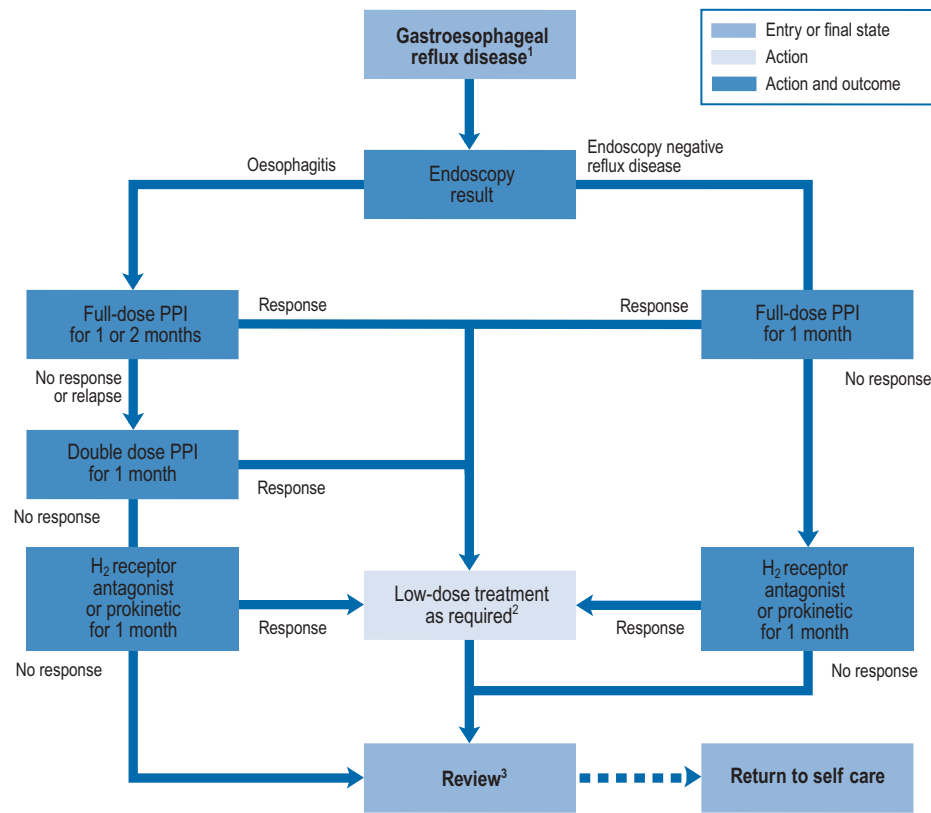 Gastroesophageal
reflux disease¹
Entry or final state
Action
Action and outcome
Oesophagitis
Endoscopy
result
Endoscopy negative
reflux disease
Full-dose PPI
for 1 or 2 months
Response
Response
Full-dose PPI
for 1 month
No response
or relapse
No response
Double dose PPI
for 1 month
Response
No response
H₂ receptor
antagonist
or prokinetic
for 1 month
Response
Low-dose treatment
as required²
Response
H₂ receptor
antagonist
or prokinetic
for 1 month
No response
No response
Review³
Return to self care